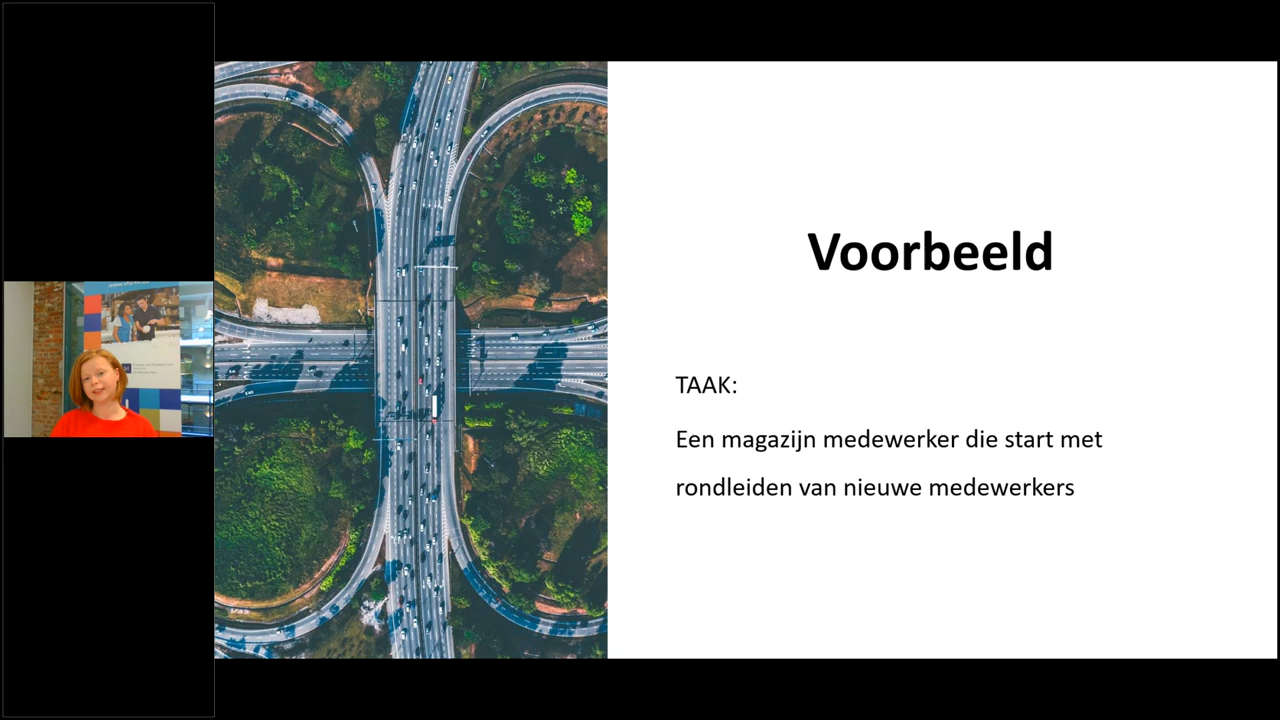 Voorbeeld
TAAK:
Een magazijn medewerker die start met
rondleiden van nieuwe medewerkers